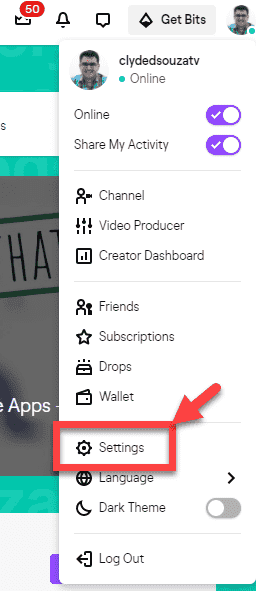 50
Get Bits
clydedsouzatv
Online
Online
Share My Activity
Channel
Video Producer
Creator Dashboard
Friends
Subscriptions
Drops
Wallet
Settings
Language
Dark Theme
Log Out
s
THAT
e Apps -